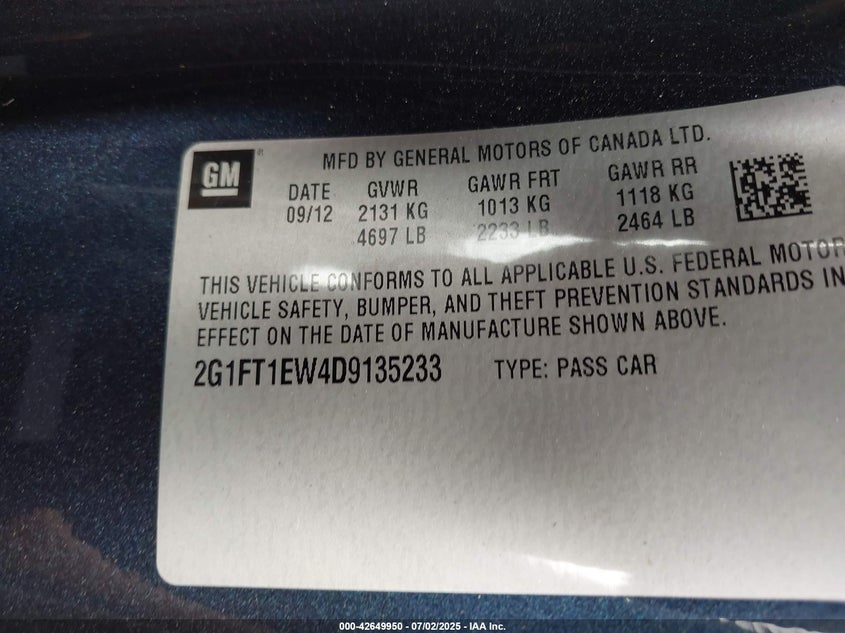 GM
MFD BY GENERAL MOTORS OF CANADA LTD.
DATE GVWR GAWR FRT GAWR RR
09/12 2131 KG 1013 KG 1118 KG
4697 LB 2233 LB 2464 LB
THIS VEHICLE CONFORMS TO ALL APPLICABLE U.S. FEDERAL MOTOR
VEHICLE SAFETY, BUMPER, AND THEFT PREVENTION STANDARDS IN
EFFECT ON THE DATE OF MANUFACTURE SHOWN ABOVE.
2G1FT1EW4D9135233 TYPE: PASS CAR
000-42649950 - 07/02/2025 - IAA Inc.